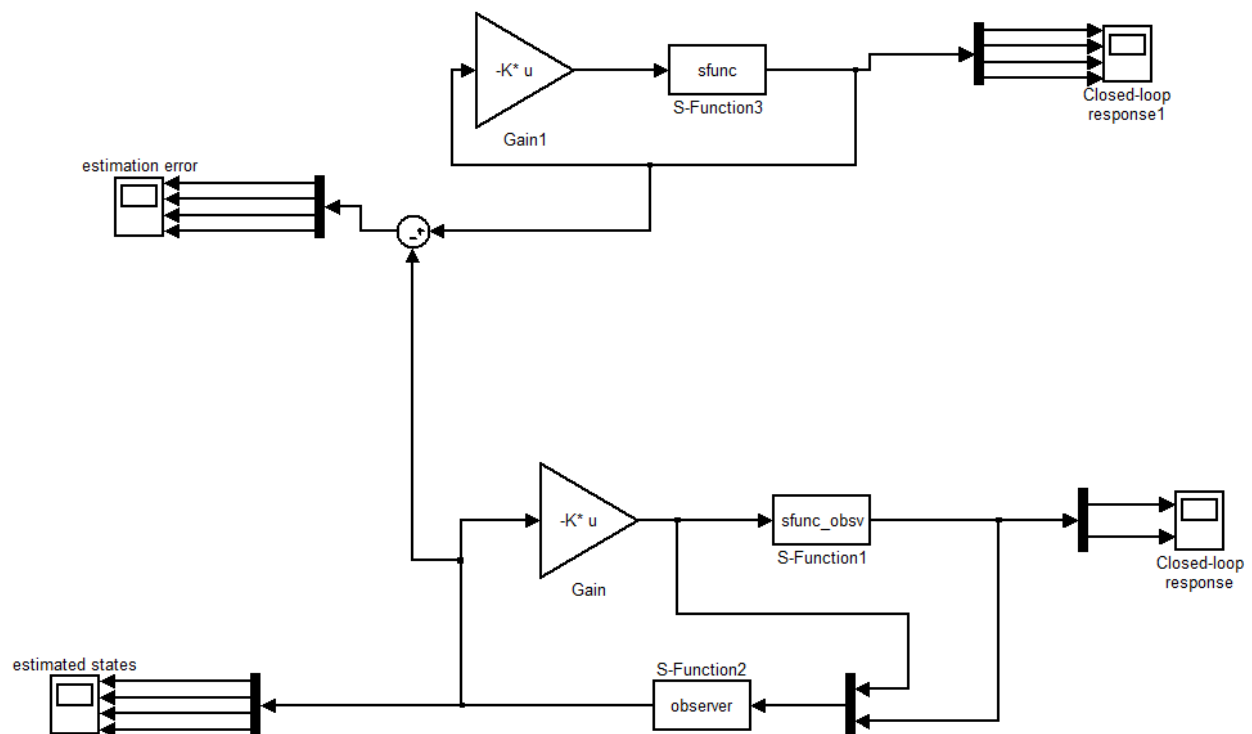 -K* u
sfunc
S-Function3
Gain1
Closed-loop
response1
estimation error
-K* u
sfunc_obsv
S-Function1
Gain
Closed-loop
response
estimated states
S-Function2
observer